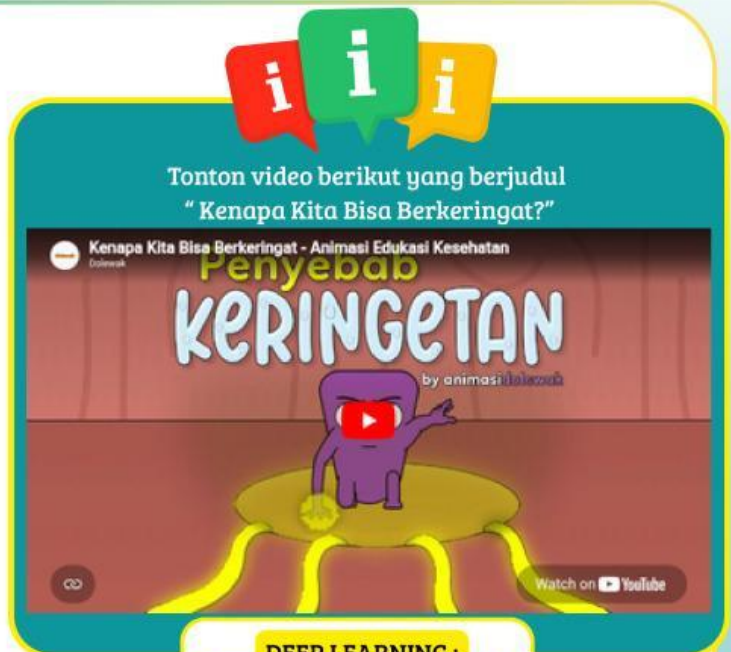 i i i
Tonton video berikut yang berjudul
“ Kenapa Kita Bisa Berkeringat?”
Kenapa Kita Bisa Berkeringat - Animasi Edukasi Kesehatan
Dolewak
Penyebab
KeRINGeTAN
by animasidolewak
Watch on YouTube
DEEP LEARNING :